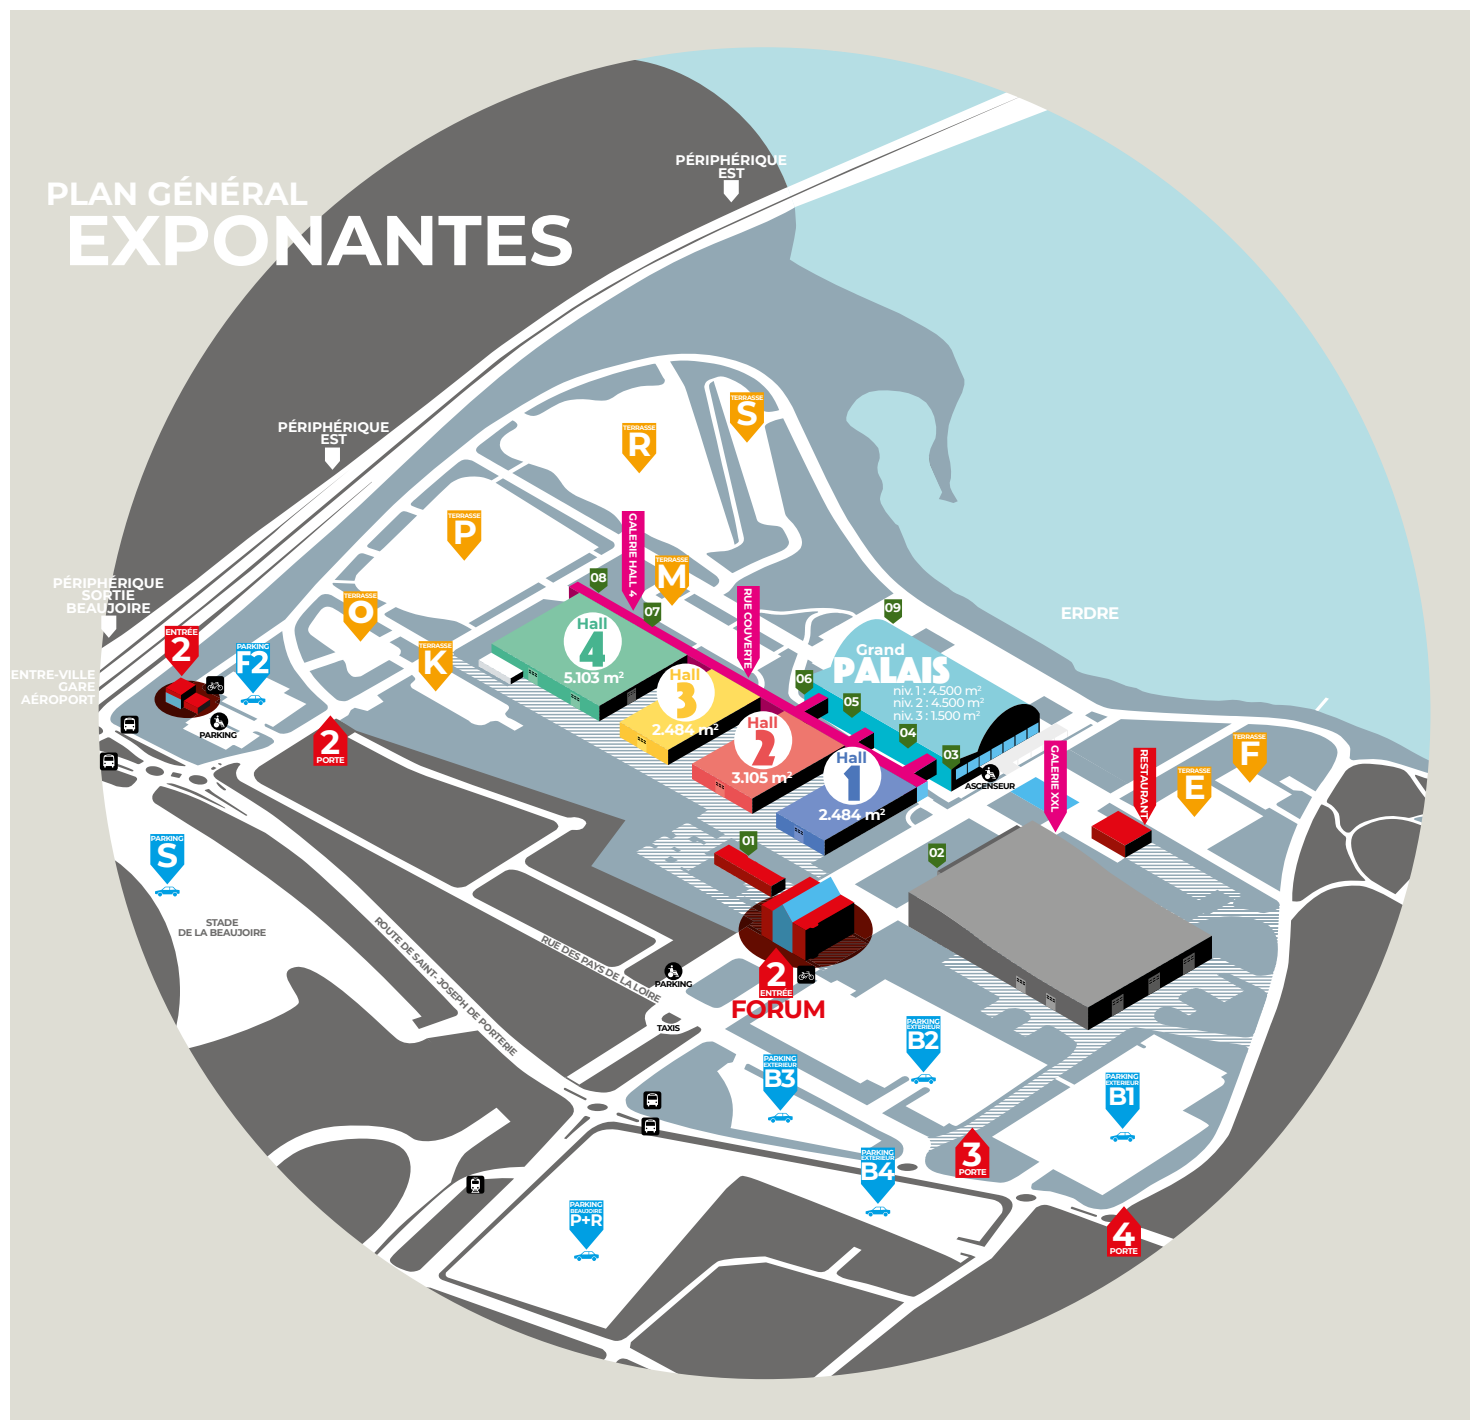 PLAN GÉNÉRAL
EXPONANTES
PÉRIPHÉRIQUE
EST
PÉRIPHÉRIQUE
EST
PÉRIPHÉRIQUE
SORTIE
BEAUJOIRE
ENTRE-VILLE
GARE
AÉROPORT
ENTRÉE
2
PARKING
F2
PARKING
2
PORTE
TERRASSE
S
TERRASSE
R
TERRASSE
P
TERRASSE
M
TERRASSE
O
TERRASSE
K
GALERIE HALL 4
RUE COUVERTE
08
07
09
06
05
04
03
Hall
4
5.103 m²
Hall
3
2.484 m²
Hall
2
3.105 m²
Hall
1
2.484 m²
Grand
PALAIS
niv. 1 : 4.500 m²
niv. 2 : 4.500 m²
niv. 3 : 1.500 m²
ERDRE
ASCENSEUR
GALERIE XXL
RESTAURANT
TERRASSE
F
TERRASSE
E
01
02
PARKING
S
STADE
DE LA BEAUJOIRE
ROUTE DE SAINT-JOSEPH DE PORTERIE
RUE DES PAYS DE LA LOIRE
PARKING
TAXIS
2
ENTRÉE
FORUM
PARKING
EXTERIEUR
B2
PARKING
EXTERIEUR
B3
PARKING
EXTERIEUR
B1
PARKING
EXTERIEUR
B4
3
PORTE
4
PORTE
PARKING
BEAUJOIRE
P+R